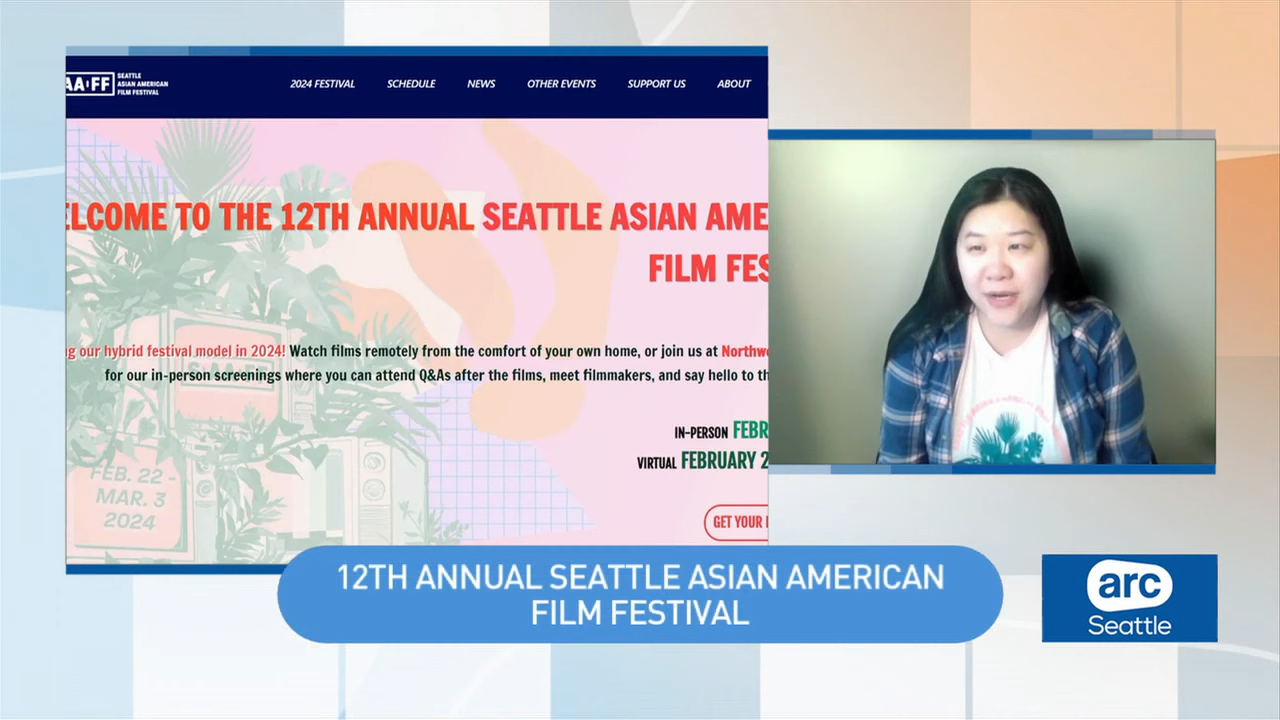 AA FF
SEATTLE
ASIAN AMERICAN
FILM FESTIVAL
2024 FESTIVAL SCHEDULE NEWS OTHER EVENTS SUPPORT US ABOUT
ELCOME TO THE 12TH ANNUAL SEATTLE ASIAN AME
FILM FES
g our hybrid festival model in 2024! Watch films remotely from the comfort of your own home, or join us at Northw
for our in-person screenings where you can attend Q&As after the films, meet filmmakers, and say hello to th
IN-PERSON FEBR
VIRTUAL FEBRUARY 2
FEB. 22 -
MAR. 3
2024
GET YOUR
12TH ANNUAL SEATTLE ASIAN AMERICAN
FILM FESTIVAL
arc
Seattle